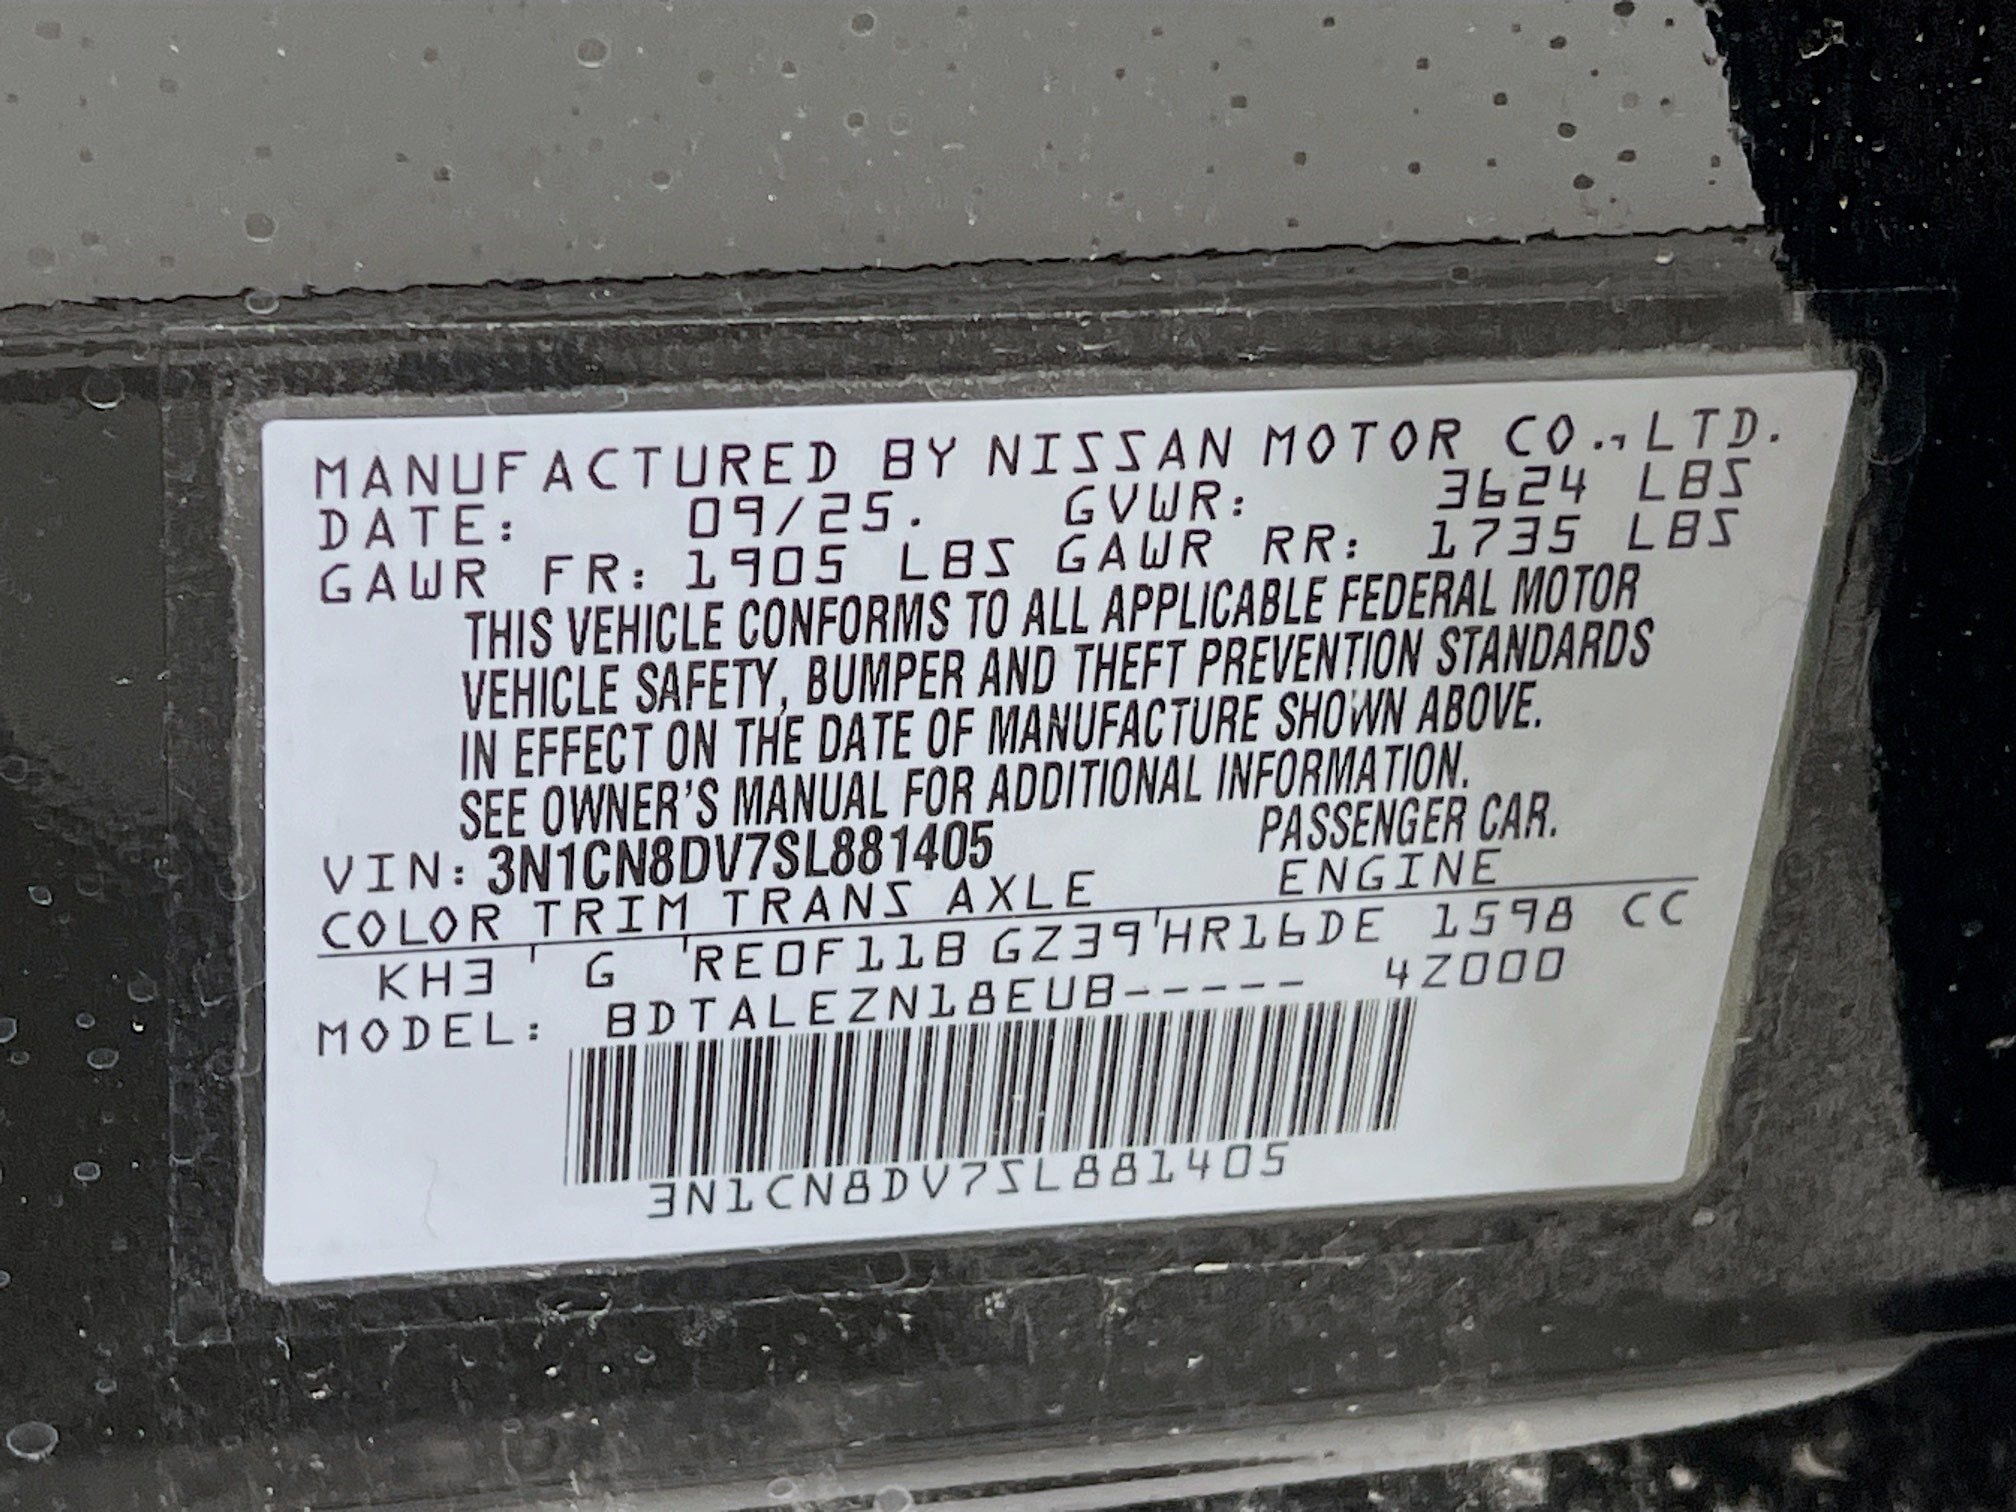 MANUFACTURED BY NISSAN MOTOR CO.,LTD.
DATE: 09/25. GVWR: 3624 LBS
GAWR FR: 1905 LBS GAWR RR: 1735 LBS
THIS VEHICLE CONFORMS TO ALL APPLICABLE FEDERAL MOTOR
VEHICLE SAFETY, BUMPER AND THEFT PREVENTION STANDARDS
IN EFFECT ON THE DATE OF MANUFACTURE SHOWN ABOVE.
SEE OWNER'S MANUAL FOR ADDITIONAL INFORMATION.
VIN: 3N1CN8DV7SL881405 PASSENGER CAR.
COLOR TRIM TRANS AXLE ENGINE
KH3 G RE0F11B GZ39 HR16DE 1598 CC
MODEL: BDTALEZN18EUB----- 4Z000
3N1CN8DV7SL881405